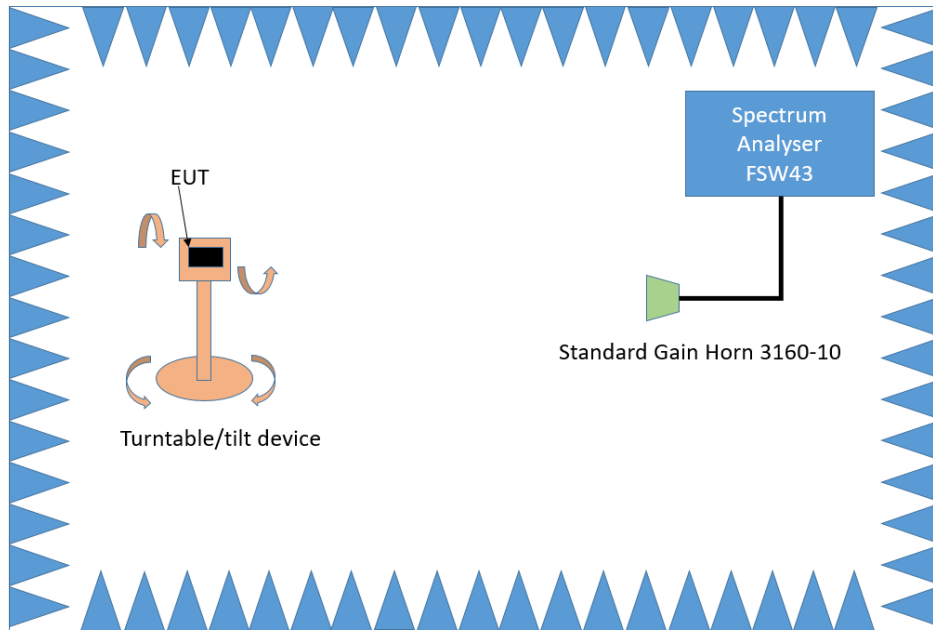 Spectrum
Analyser
FSW43
EUT
Standard Gain Horn 3160-10
Turntable/tilt device